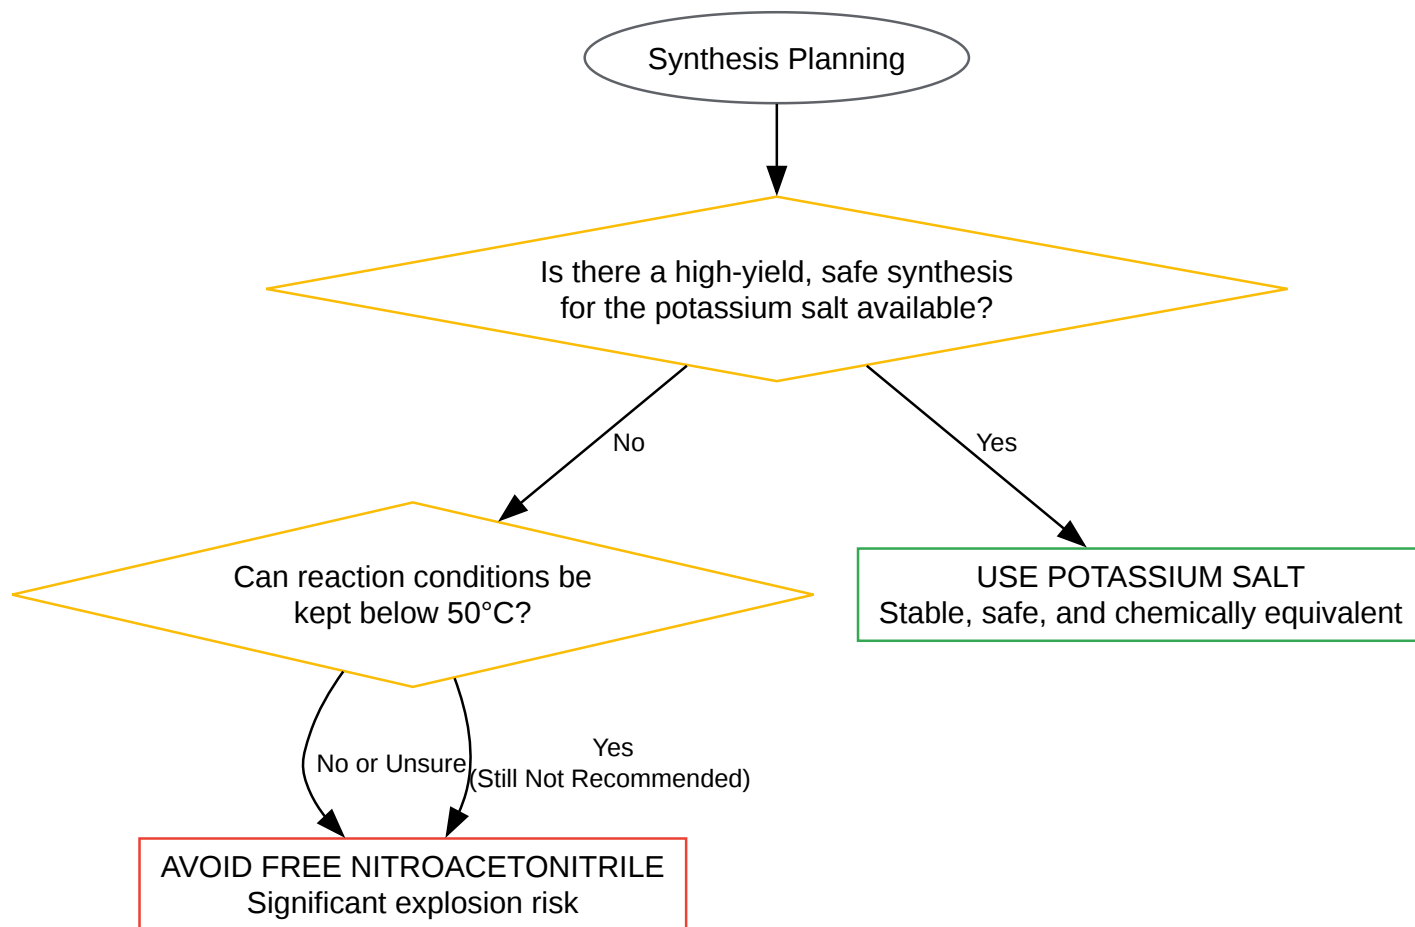 Synthesis Planning
Is there a high-yield, safe synthesis
for the potassium salt available?
No
Yes
Can reaction conditions be
kept below 50°C?
USE POTASSIUM SALT
Stable, safe, and chemically equivalent
No or Unsure
Yes
(Still Not Recommended)
AVOID FREE NITROACETONITRILE
Significant explosion risk